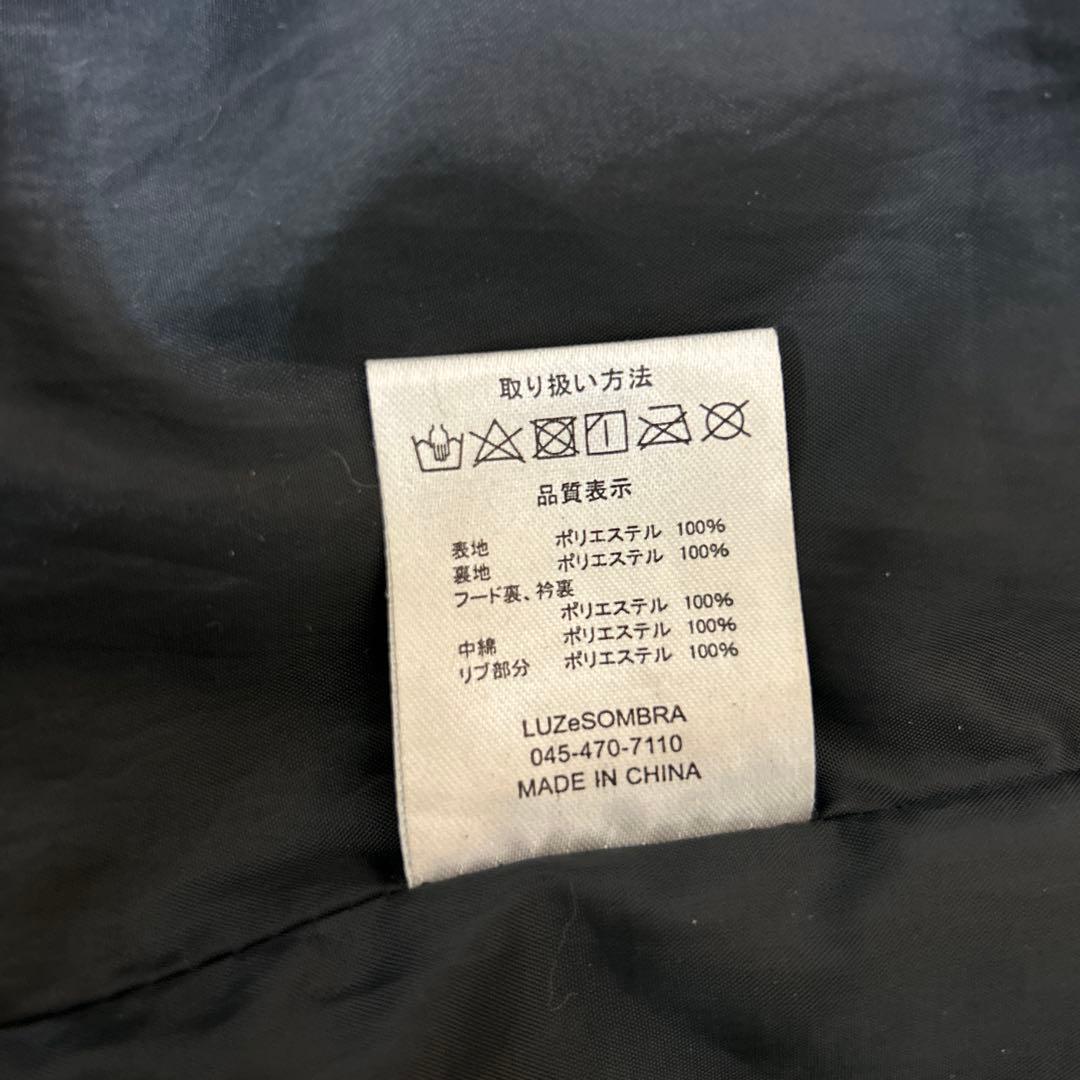 取り扱い方法
品質表示
表地 ポリエステル 100%
裏地 ポリエステル 100%
フード裏、衿裏
ポリエステル 100%
中綿 ポリエステル 100%
リブ部分 ポリエステル 100%
LUZeSOMBRA
045-470-7110
MADE IN CHINA